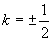 k = ±1/2